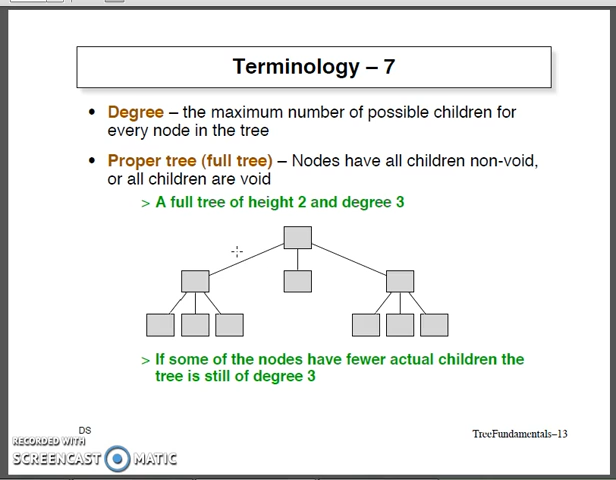 Terminology – 7
• Degree – the maximum number of possible children for
every node in the tree
• Proper tree (full tree) – Nodes have all children non-void,
or all children are void
> A full tree of height 2 and degree 3
> If some of the nodes have fewer actual children the
tree is still of degree 3
DS
TreeFundamentals–13
RECORDED WITH
SCREENCAST MATIC